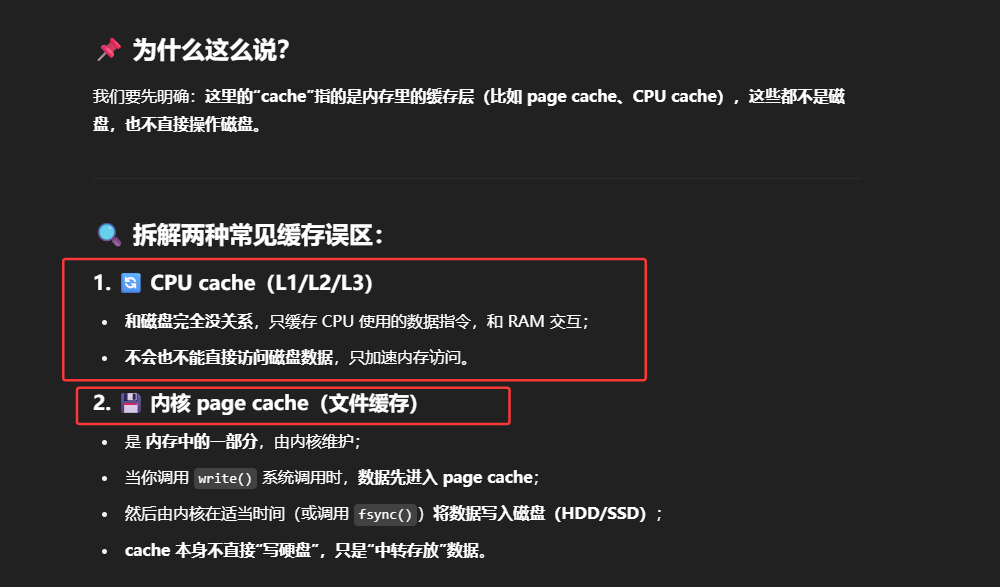 📌 为什么这么说？
我们要先明确：这里的“cache”指的是内存里的缓存层（比如 page cache、CPU cache），这些都不是磁
盘，也不直接操作磁盘。
🔍 拆解两种常见缓存误区：
1. 🔄 CPU cache（L1/L2/L3）
• 和磁盘完全没关系，只缓存 CPU 使用的数据指令，和 RAM 交互；
• 不会也不能直接访问磁盘数据，只加速内存访问。
2. 💾 内核 page cache（文件缓存）
• 是 内存中的一部分，由内核维护；
• 当你调用 write() 系统调用时，数据先进入 page cache；
• 然后由内核在适当时间（或调用 fsync()）将数据写入磁盘（HDD/SSD）；
• cache 本身不直接“写硬盘”，只是“中转存放”数据。